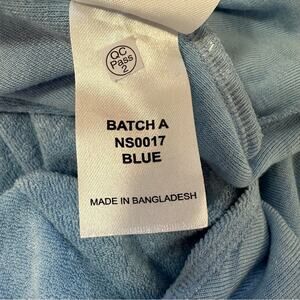 QC
Pass
2
BATCH A
NS0017
BLUE
MADE IN BANGLADESH